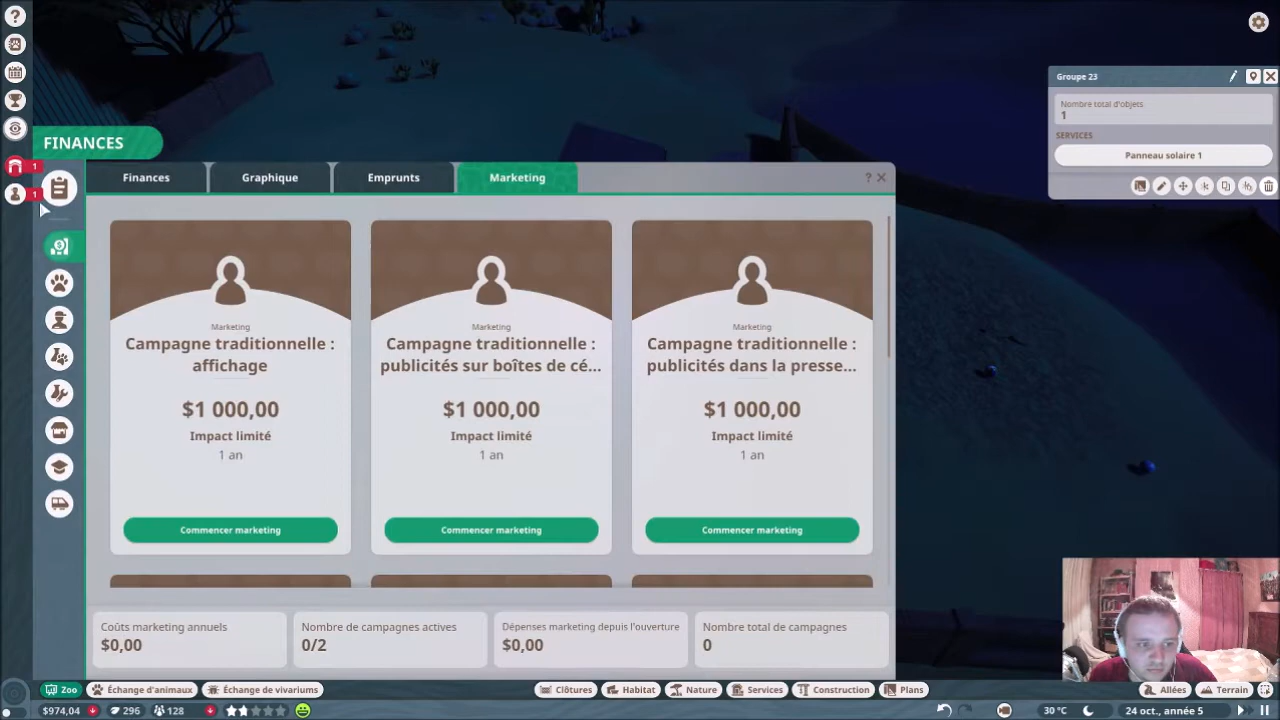 Groupe 23
Nombre total d'objets
1
SERVICES
Panneau solaire 1
FINANCES
Finances
Graphique
Emprunts
Marketing
?
1
1
Marketing
Campagne traditionnelle :
affichage
$1 000,00
Impact limité
1 an
Commencer marketing
Marketing
Campagne traditionnelle :
publicités sur boîtes de cé...
$1 000,00
Impact limité
1 an
Commencer marketing
Marketing
Campagne traditionnelle :
publicités dans la presse...
$1 000,00
Impact limité
1 an
Commencer marketing
Coûts marketing annuels
$0,00
Nombre de campagnes actives
0/2
Dépenses marketing depuis l'ouverture
$0,00
Nombre total de campagnes
0
Zoo
Échange d'animaux
Échange de vivariums
Clôtures
Habitat
Nature
Services
Construction
Plans
Allées
Terrain
$974,04
296
128
30 °C
24 oct., année 5